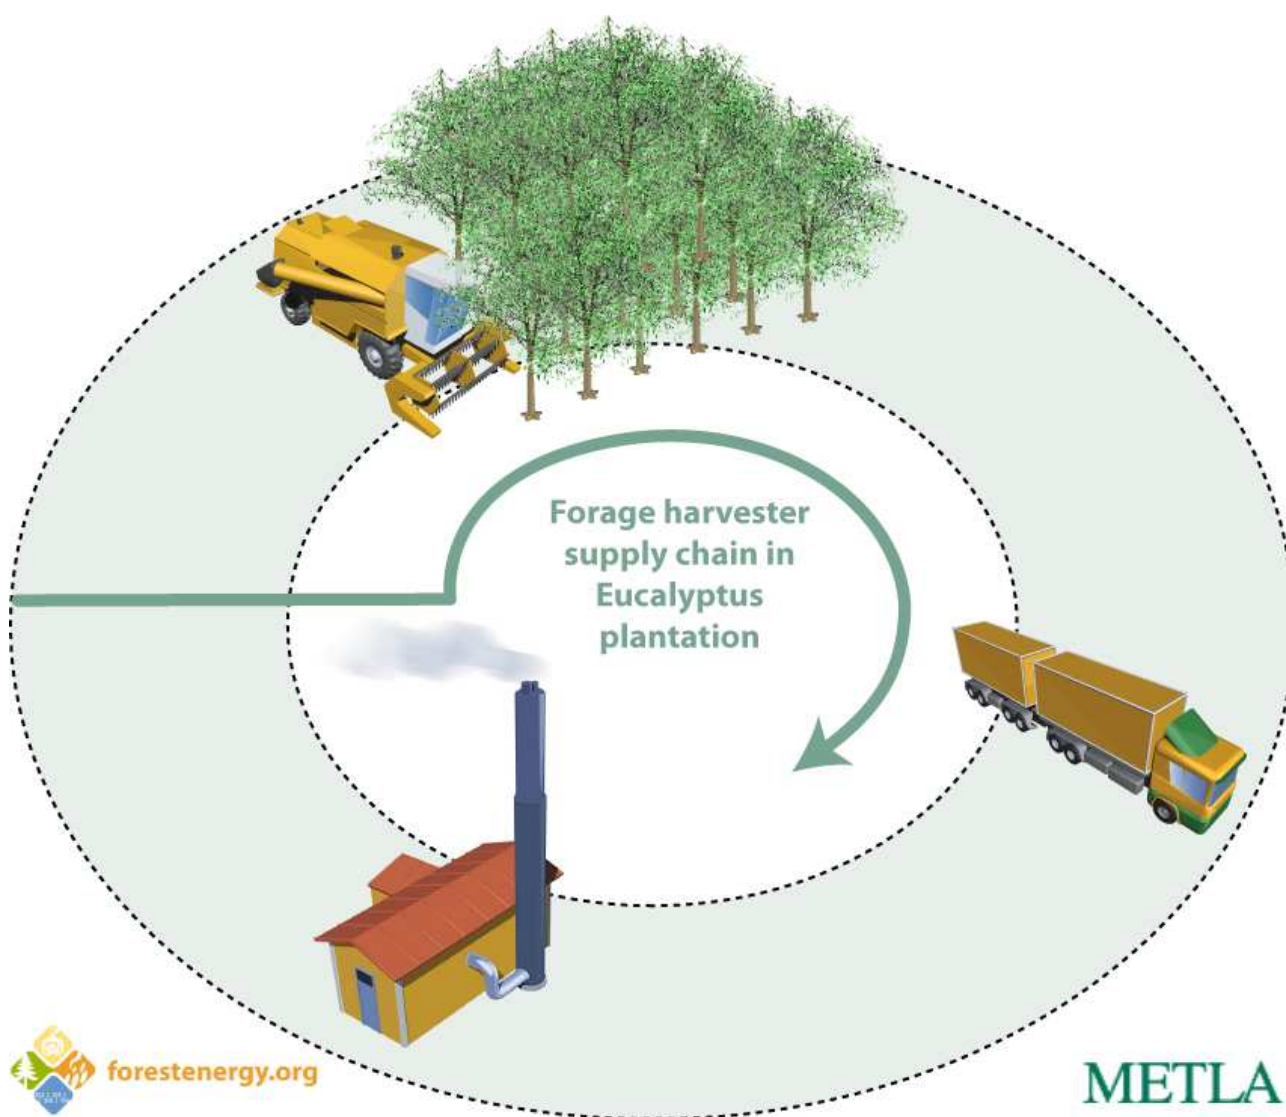 Forage harvester
supply chain in
Eucalyptus
plantation
forestenergy.org
METLA